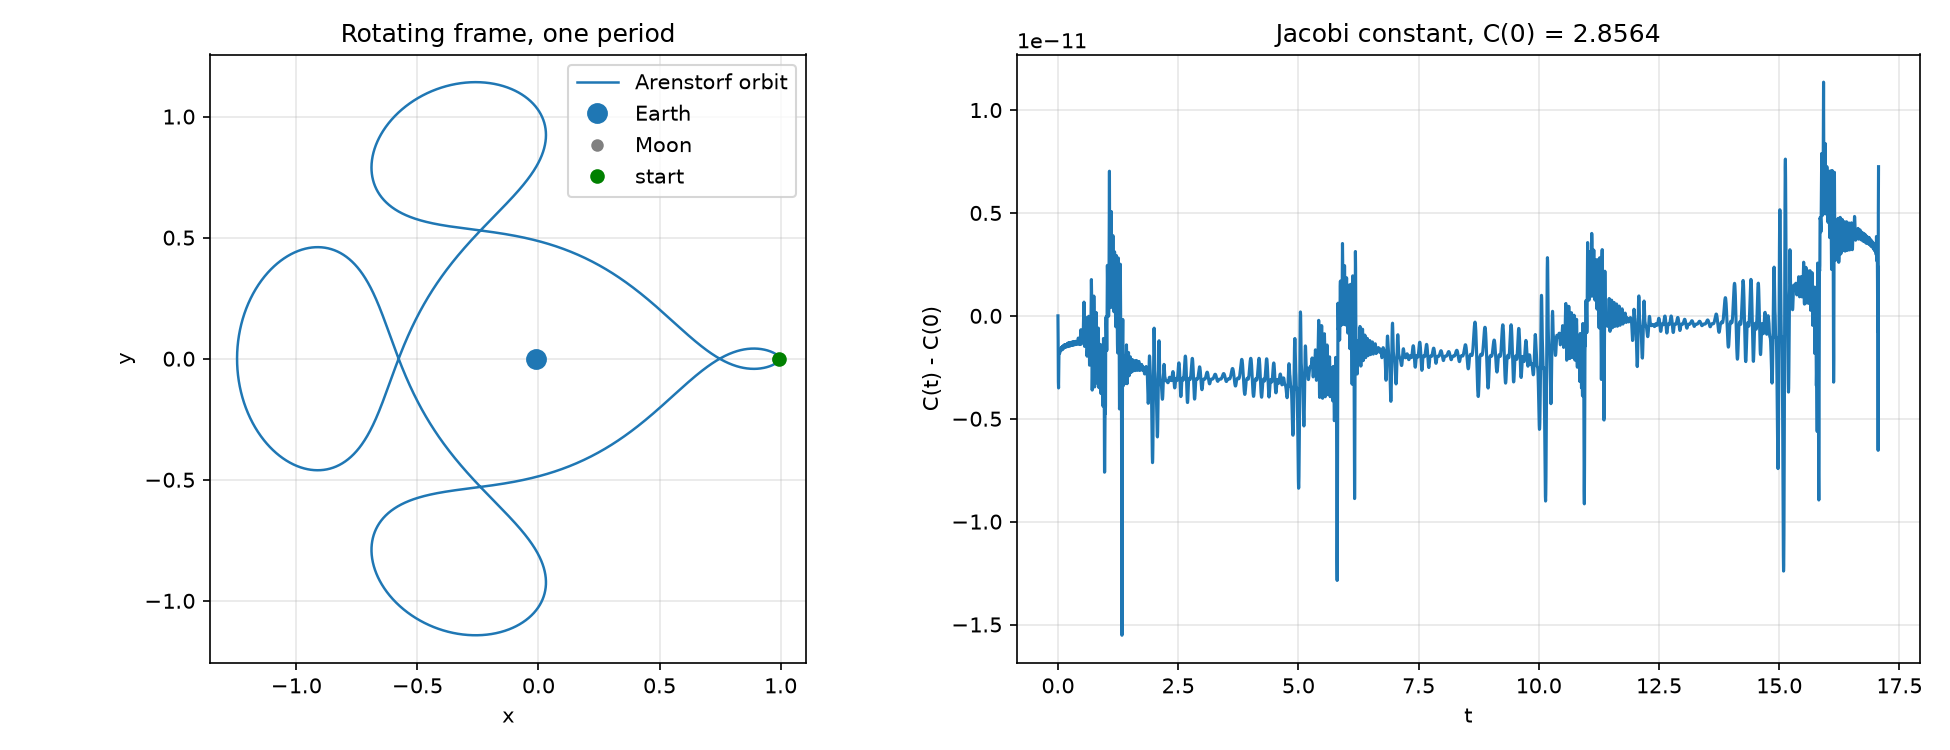 Rotating frame, one period
1.0
0.5
0.0
−0.5
−1.0
y
−1.0
−0.5
0.0
0.5
1.0
x
Arenstorf orbit
Earth
Moon
start
Jacobi constant, C(0) = 2.8564
1e−11
1.0
0.5
0.0
−0.5
−1.0
−1.5
C(t) - C(0)
0.0
2.5
5.0
7.5
10.0
12.5
15.0
17.5
t